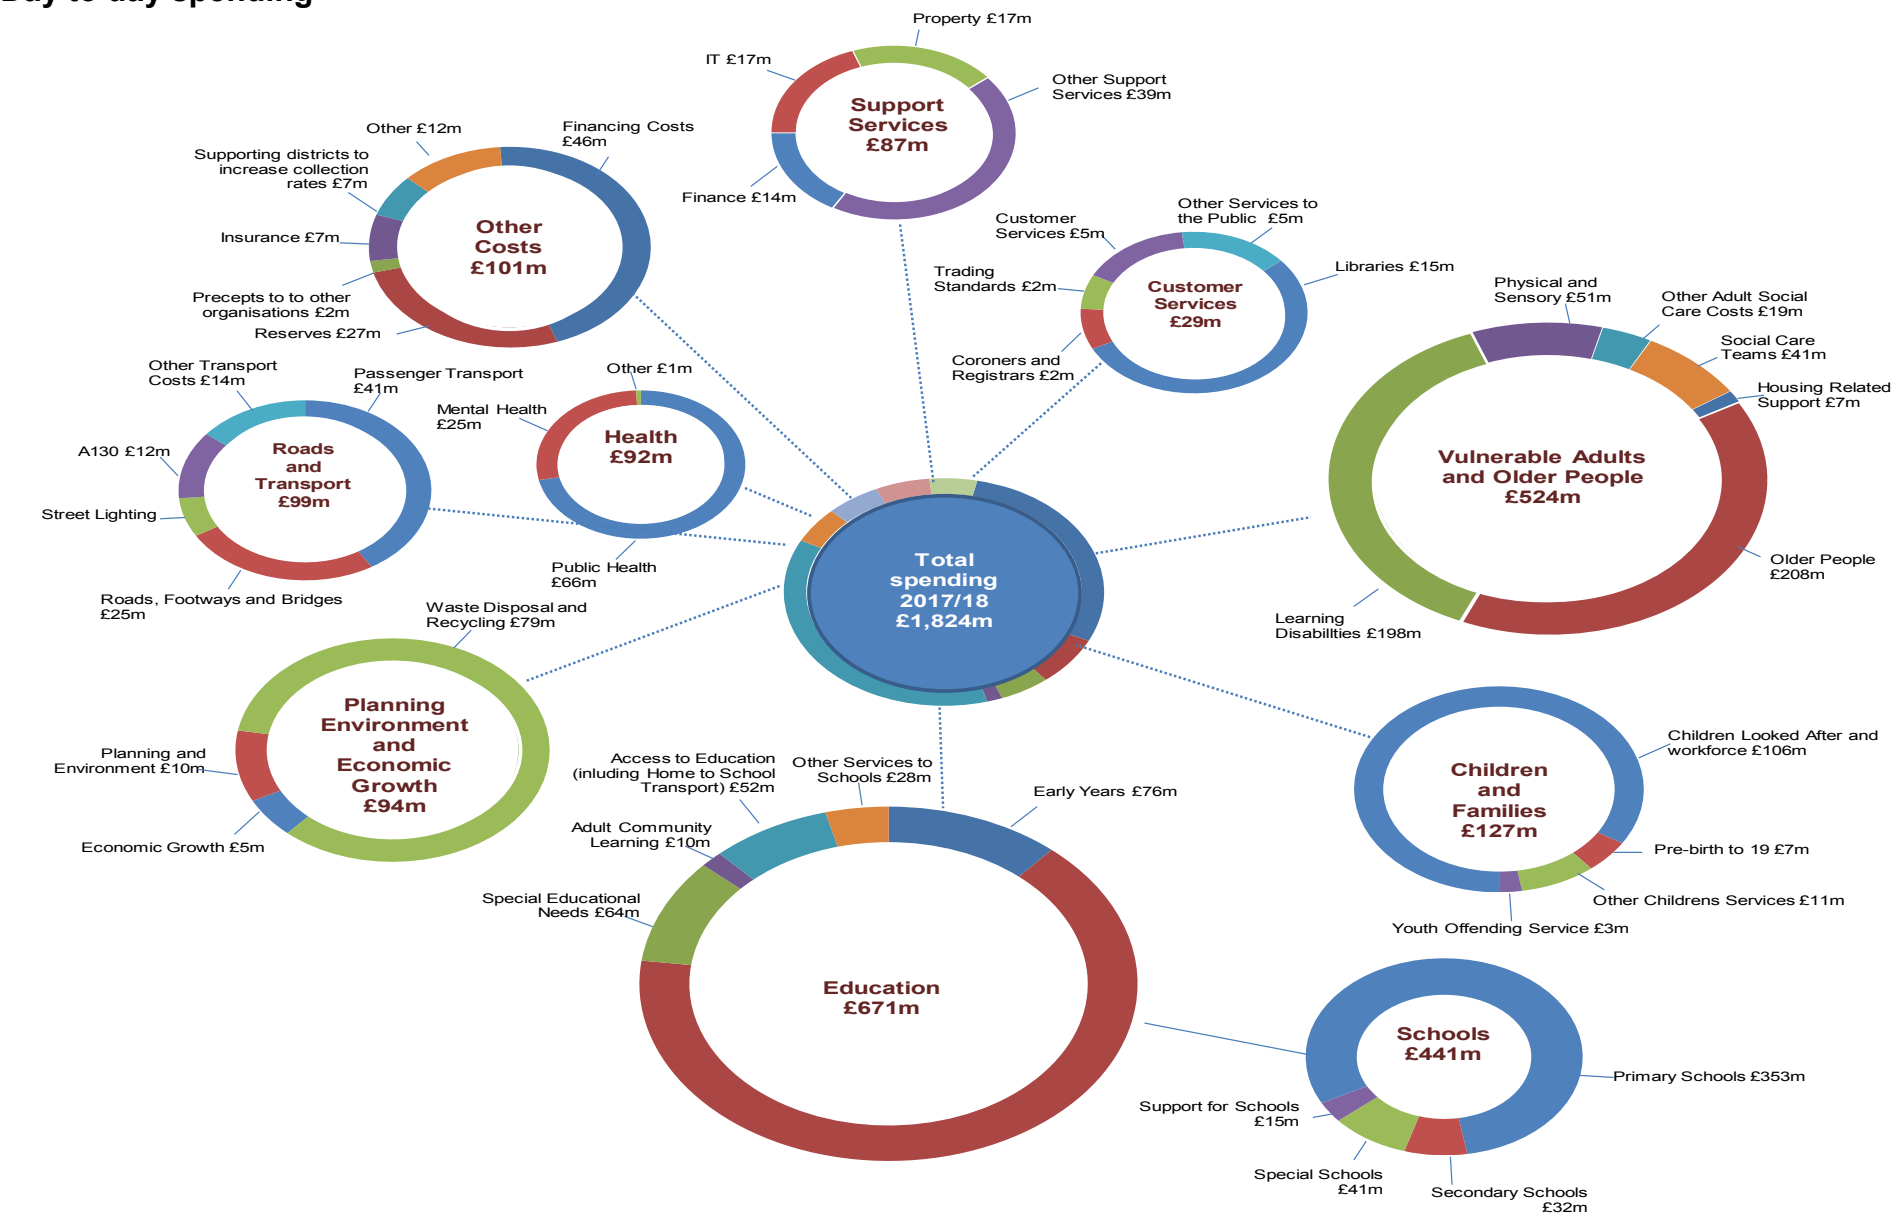 Day to day spending
Property £17m
IT £17m
Other Support
Services £39m
Support
Services
£87m
Finance £14m
Other £12m
Financing Costs
£46m
Supporting districts to
increase collection
rates £7m
Insurance £7m
Other
Costs
£101m
Precepts to to other
organisations £2m
Reserves £27m
Customer
Services £5m
Other Services to
the Public £5m
Trading
Standards £2m
Libraries £15m
Customer
Services
£29m
Coroners and
Registrars £2m
Physical and
Sensory £51m
Other Adult Social
Care Costs £19m
Social Care
Teams £41m
Housing Related
Support £7m
Vulnerable Adults
and Older People
£524m
Older People
£208m
Learning
Disabillties £198m
Other Transport
Costs £14m
Passenger Transport
£41m
A130 £12m
Roads
and
Transport
£99m
Street Lighting
Roads, Footways and Bridges
£25m
Other £1m
Mental Health
£25m
Health
£92m
Public Health
£66m
Total
spending
2017/18
£1,824m
Waste Disposal and
Recycling £79m
Planning
Environment
and
Economic
Growth
£94m
Planning and
Environment £10m
Economic Growth £5m
Children Looked After and
workforce £106m
Children
and
Families
£127m
Pre-birth to 19 £7m
Other Childrens Services £11m
Youth Offending Service £3m
Access to Education
(inluding Home to School
Transport) £52m
Other Services to
Schools £28m
Early Years £76m
Adult Community
Learning £10m
Special Educational
Needs £64m
Education
£671m
Schools
£441m
Primary Schools £353m
Support for Schools
£15m
Special Schools
£41m
Secondary Schools
£32m